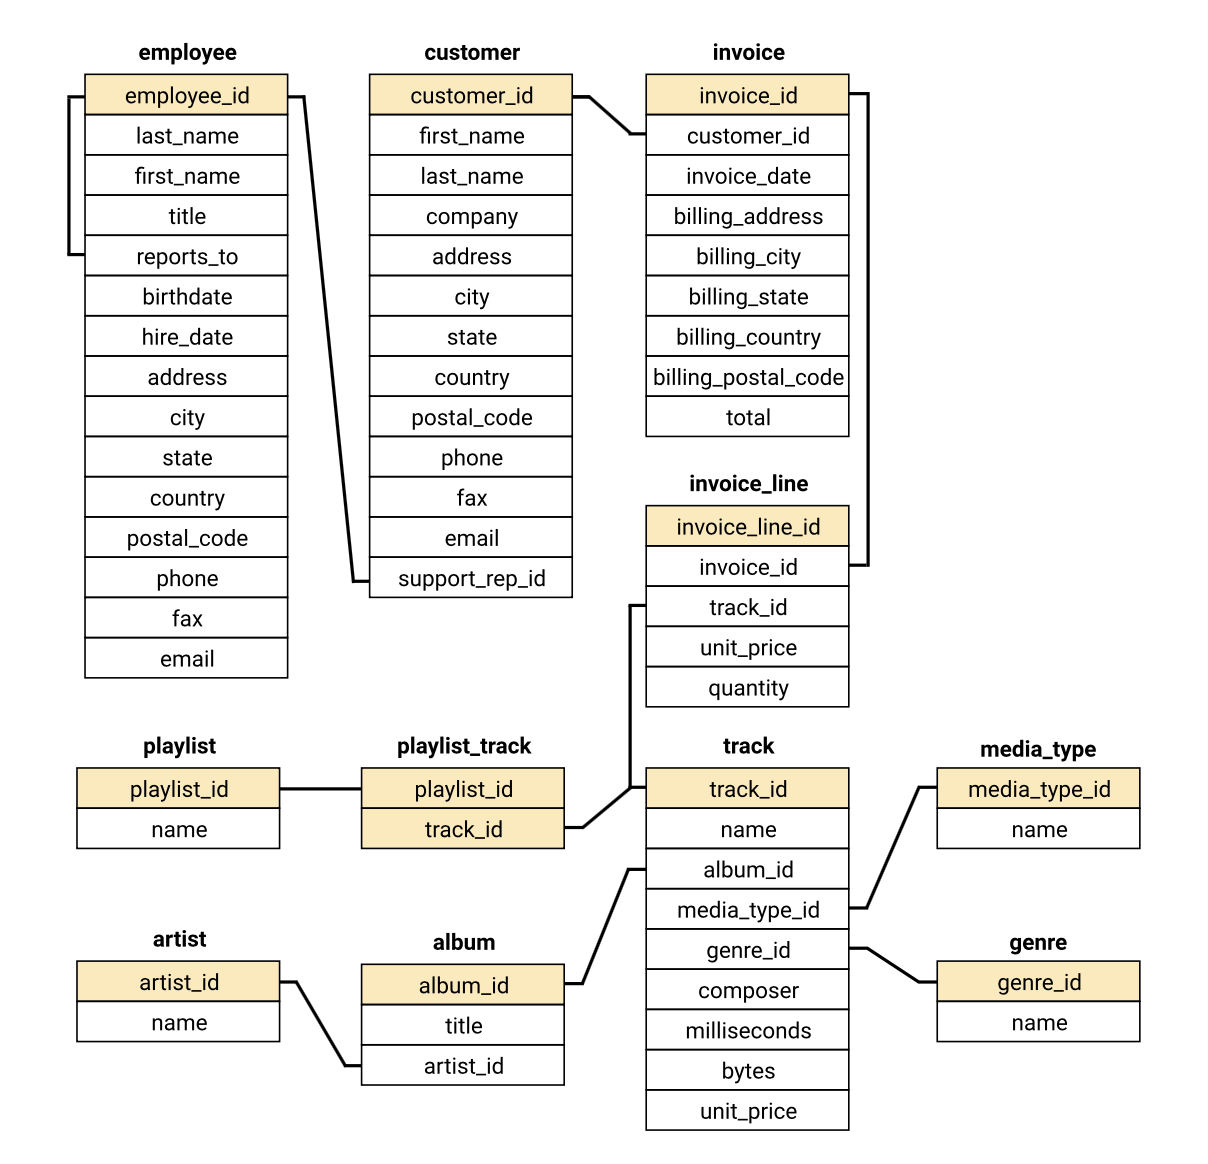 employee
employee_id
last_name
first_name
title
reports_to
birthdate
hire_date
address
city
state
country
postal_code
phone
fax
email
customer
customer_id
first_name
last_name
company
address
city
state
country
postal_code
phone
fax
email
support_rep_id
invoice
invoice_id
customer_id
invoice_date
billing_address
billing_city
billing_state
billing_country
billing_postal_code
total
invoice_line
invoice_line_id
invoice_id
track_id
unit_price
quantity
playlist
playlist_id
name
playlist_track
playlist_id
track_id
track
track_id
name
album_id
media_type_id
genre_id
composer
milliseconds
bytes
unit_price
media_type
media_type_id
name
artist
artist_id
name
album
album_id
title
artist_id
genre
genre_id
name